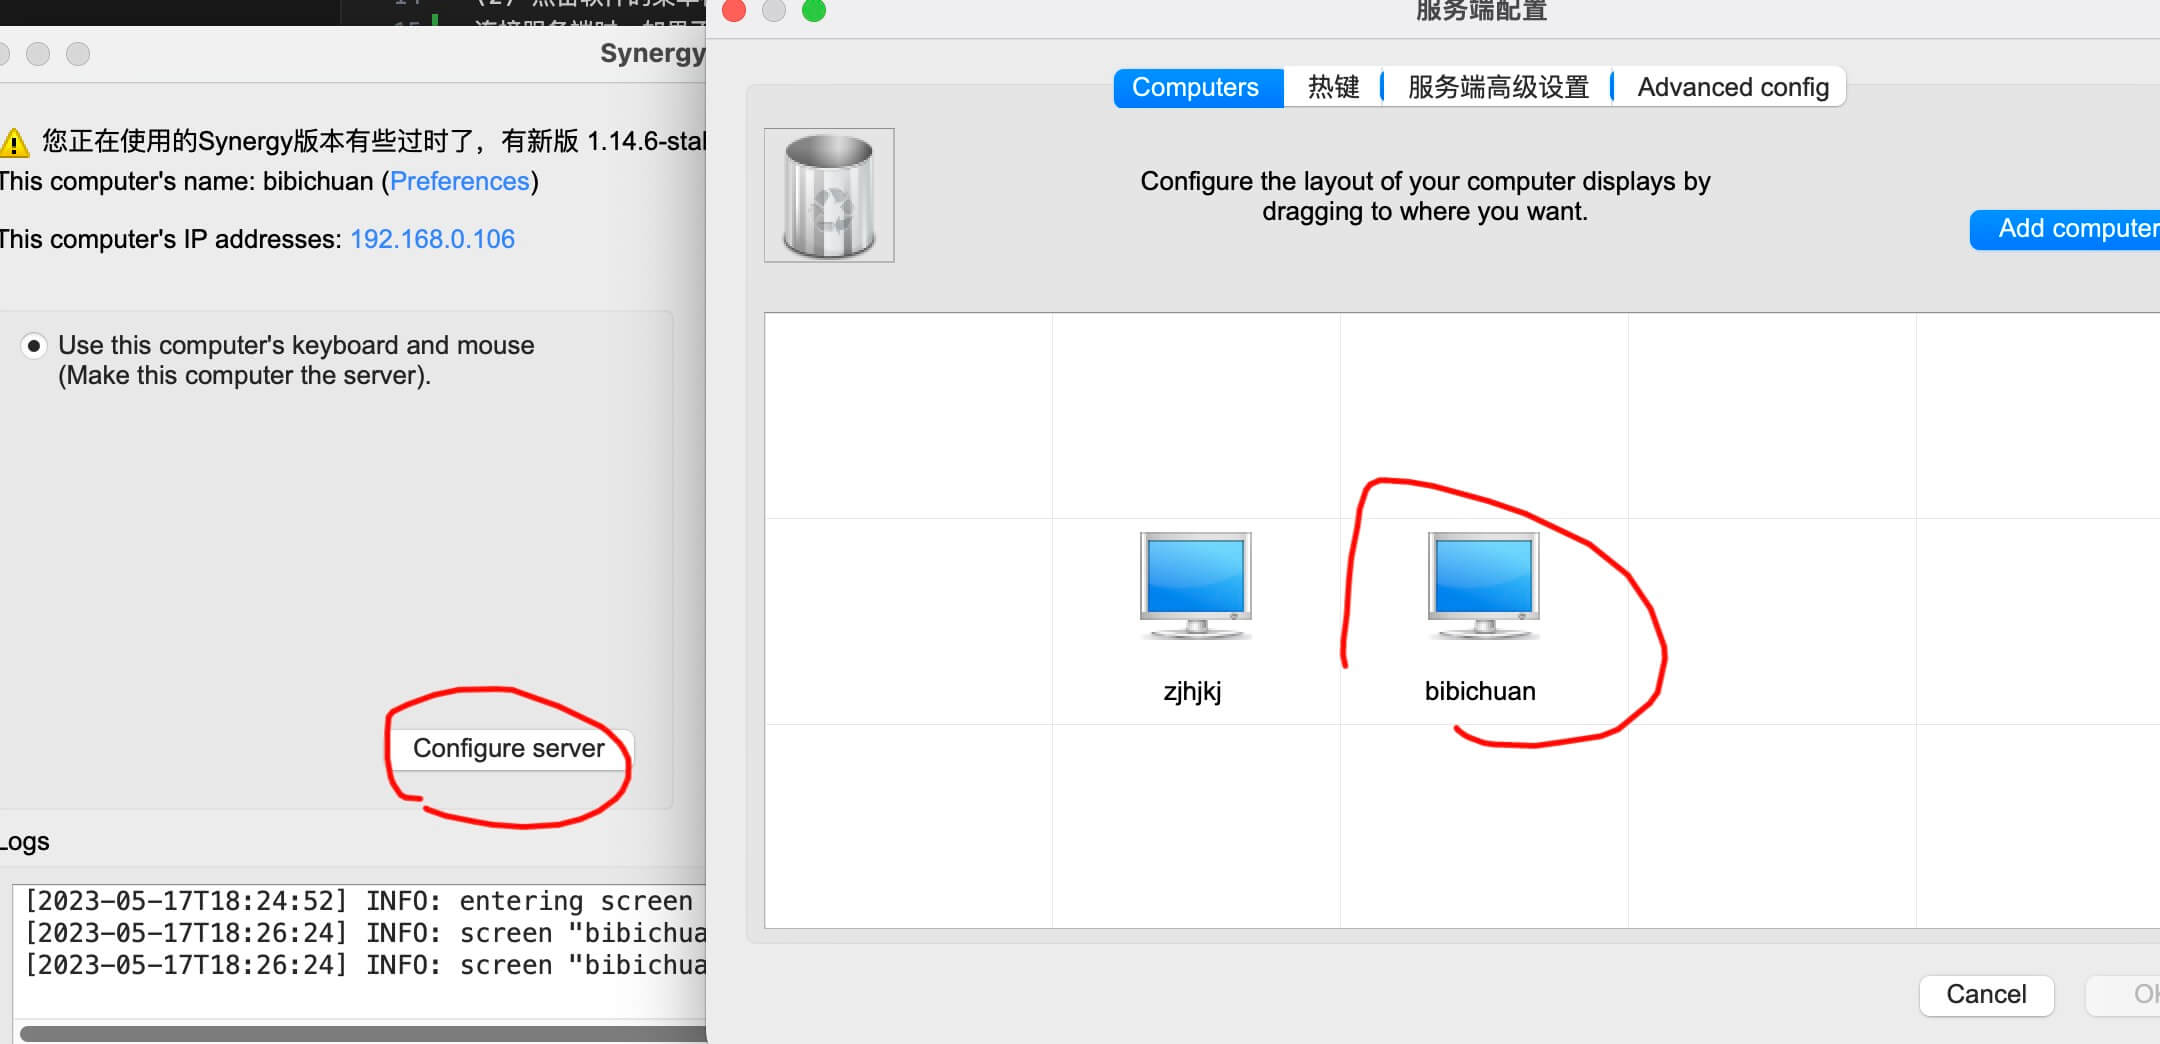 Synergy
您正在使用的Synergy版本有些过时了，有新版 1.14.6-sta
This computer's name: bibichuan (Preferences)
This computer's IP addresses: 192.168.0.106
Use this computer's keyboard and mouse
(Make this computer the server).
Configure server
Logs
[2023-05-17T18:24:52] INFO: entering screen
[2023-05-17T18:26:24] INFO: screen "bibichua
[2023-05-17T18:26:24] INFO: screen "bibichua
服务端配置
Computers 热键 服务端高级设置 Advanced config
Configure the layout of your computer displays by
dragging to where you want.
Add computer
zjhjkj bibichuan
Cancel OK